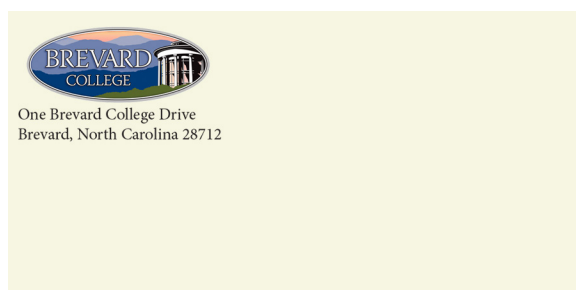 BREVARD
COLLEGE
One Brevard College Drive
Brevard, North Carolina 28712